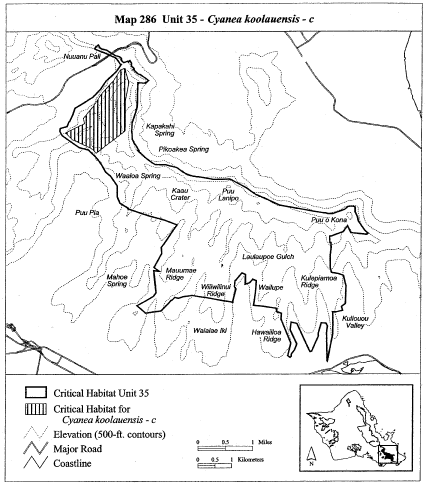 Map 286 Unit 35 - Cyanea koolauensis - c
Nuuanu Pali
Kapakahi
Spring
Pikoakea Spring
Waaloa Spring
Kaau
Crater
Puu
Lanipo
Puu o Kona
Puu Pia
Laulaupoe Gulch
Mahoe
Spring
Mauumae
Ridge
Wiliwilinui
Ridge
Wailupe
Kulepiamoa
Ridge
Kuliouou
Valley
Waialae Iki
Hawailoa
Ridge
Critical Habitat Unit 35
Critical Habitat for
Cyanea koolauensis - c
Elevation (500-ft. contours)
Major Road
Coastline
0 0.5 1 Miles
0 0.5 1 Kilometers
N